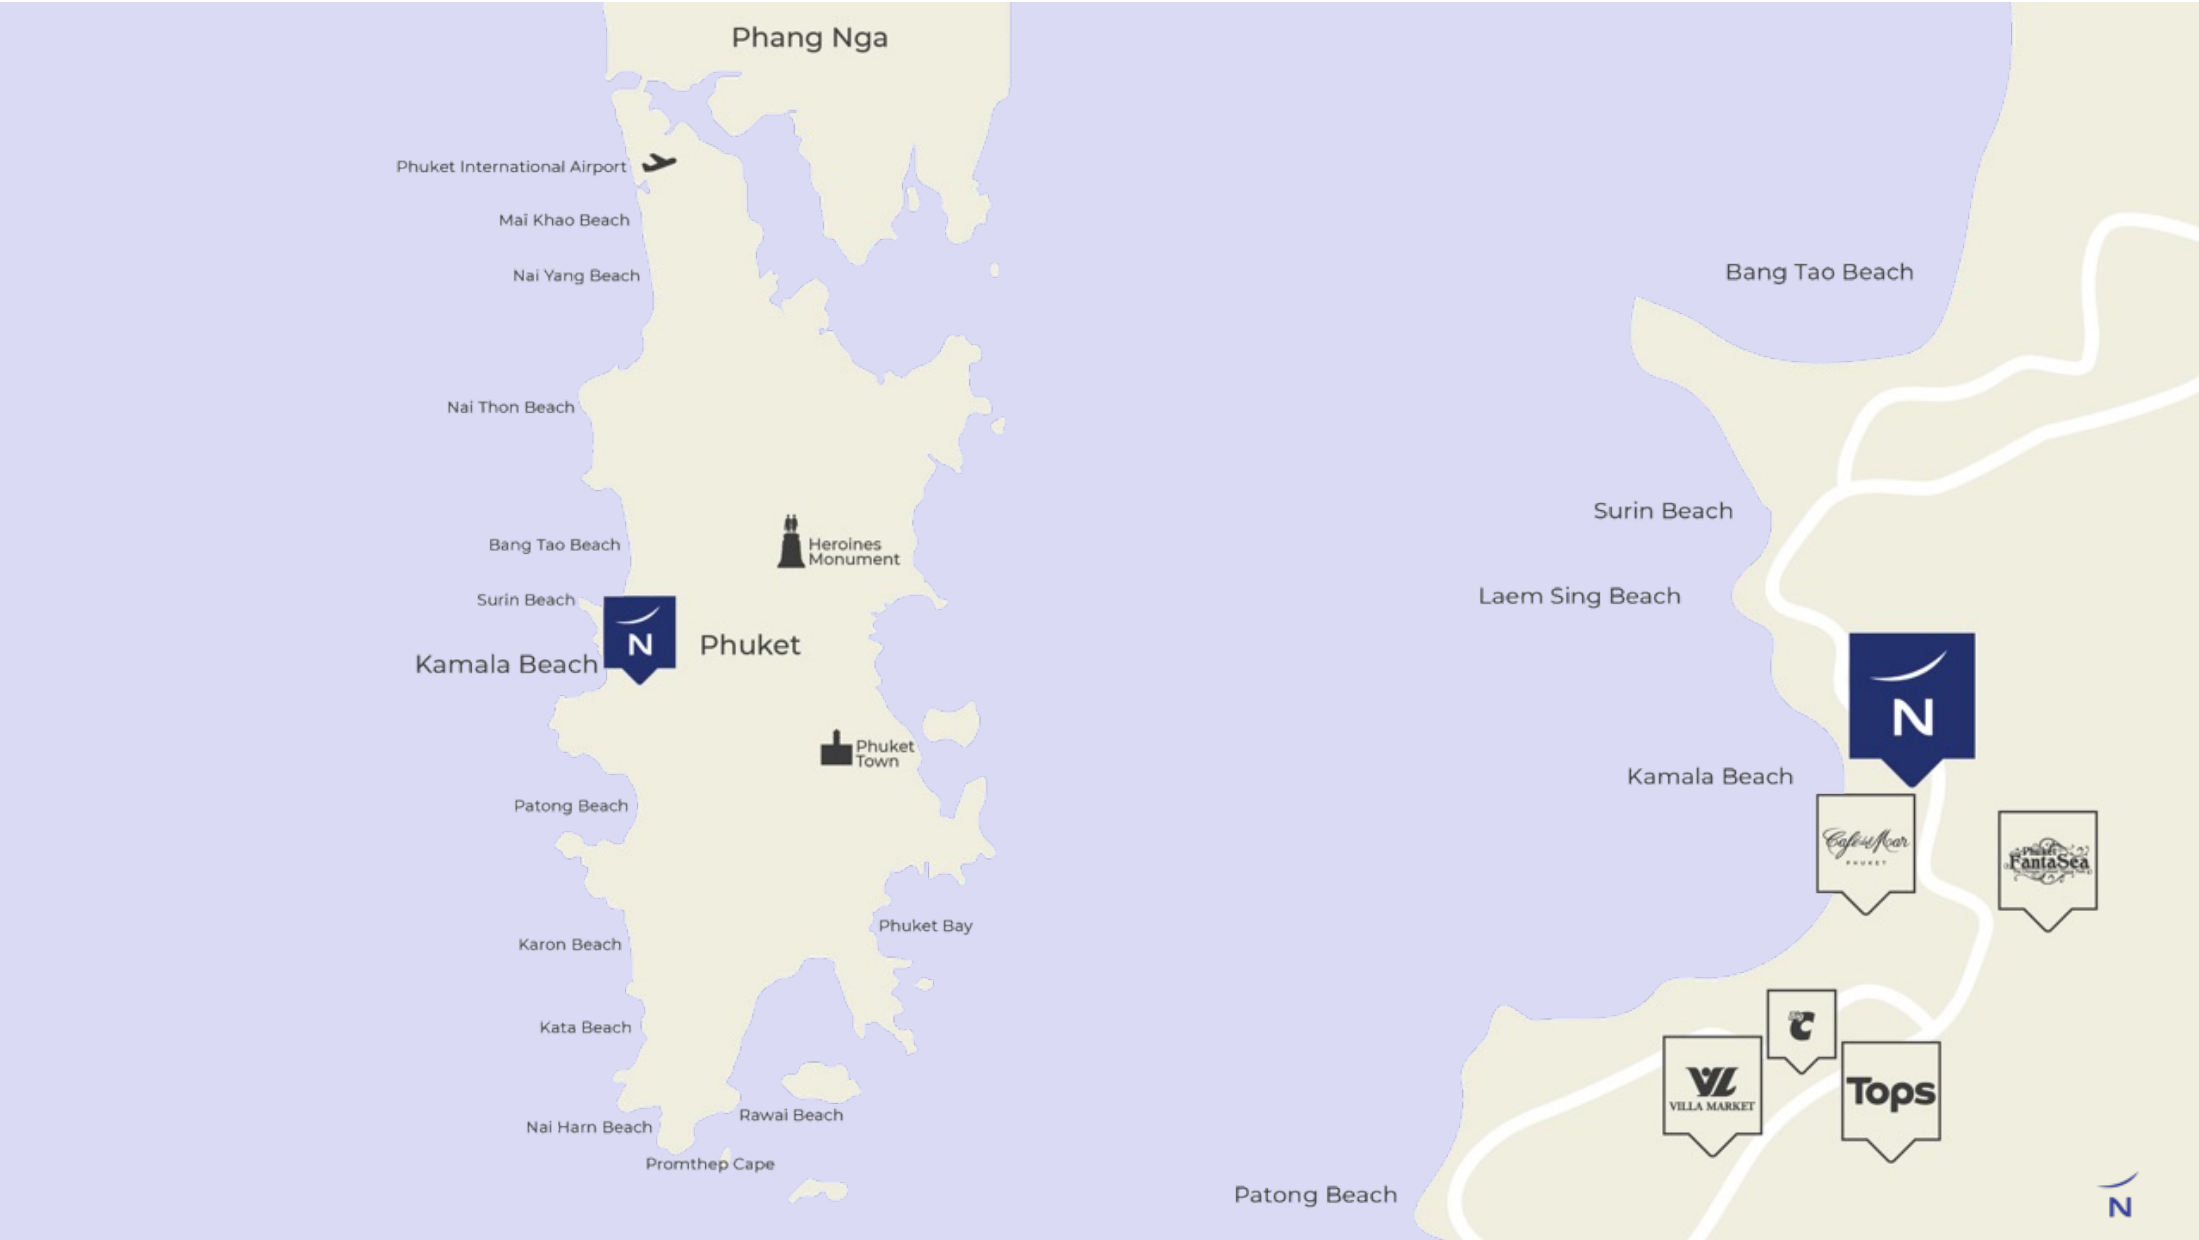 Phang Nga
Phuket International Airport
Mai Khao Beach
Nai Yang Beach
Nai Thon Beach
Heroines
Monument
Bang Tao Beach
Surin Beach
N
Phuket
Kamala Beach
Phuket
Town
Patong Beach
Phuket Bay
Karon Beach
Kata Beach
Rawai Beach
Nai Harn Beach
Promthep Cape
Bang Tao Beach
Surin Beach
Laem Sing Beach
N
Kamala Beach
Café del Mar
PHUKET
Phuket
FantaSea
Big
C
VILLA MARKET
Tops
Patong Beach
N